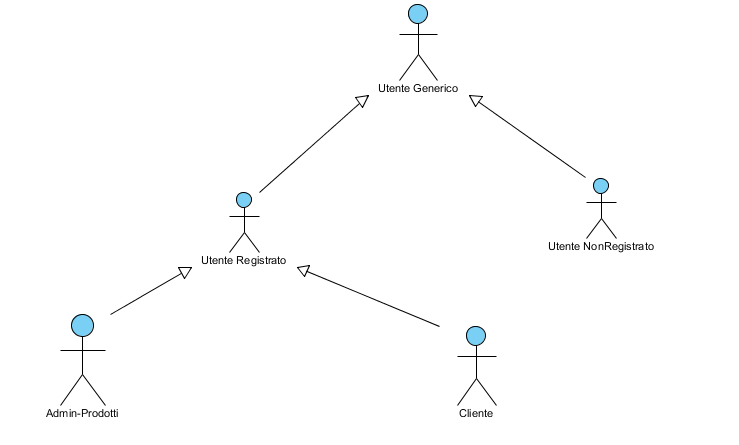 Utente Generico
Utente NonRegistrato
Utente Registrato
Admin-Prodotti
Cliente